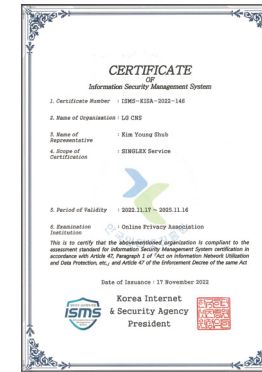 CERTIFICATE
OF
Information Security Management System
1. Certificate Number : ISMS-KISA-2022-146
2. Name of Organisation : LG CNS
3. Name of
Representative : Kim Young Shub
4. Scope of
Certification : SINGLEX Service
5. Period of Validity : 2022.11.17 ~ 2025.11.16
6. Examination
Institution : Online Privacy Association
This is to certify that the abovementioned organization is compliant to the
assessment standard for Information Security Management System certification in
accordance with Article 47, Paragraph 1 of "Act on Information Network Utilization
and Data Protection, etc., and Article 47 of the Enforcement Decree of the same Act
Date of Issuance : 17 November 2022
ISMS
Korea Internet
& Security Agency
President